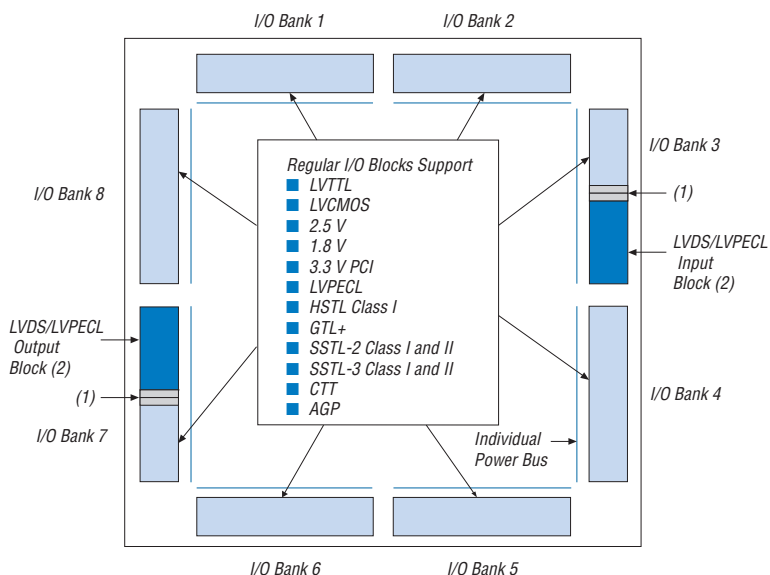 I/O Bank 1
I/O Bank 2
I/O Bank 8
Regular I/O Blocks Support
LVTTL
LVCMOS
2.5 V
1.8 V
3.3 V PCI
LVPECL
HSTL Class I
GTL+
SSTL-2 Class I and II
SSTL-3 Class I and II
CTT
AGP
I/O Bank 3
(1)
LVDS/LVPECL
Input
Block (2)
LVDS/LVPECL
Output
Block (2)
(1)
I/O Bank 7
I/O Bank 4
Individual
Power Bus
I/O Bank 6
I/O Bank 5